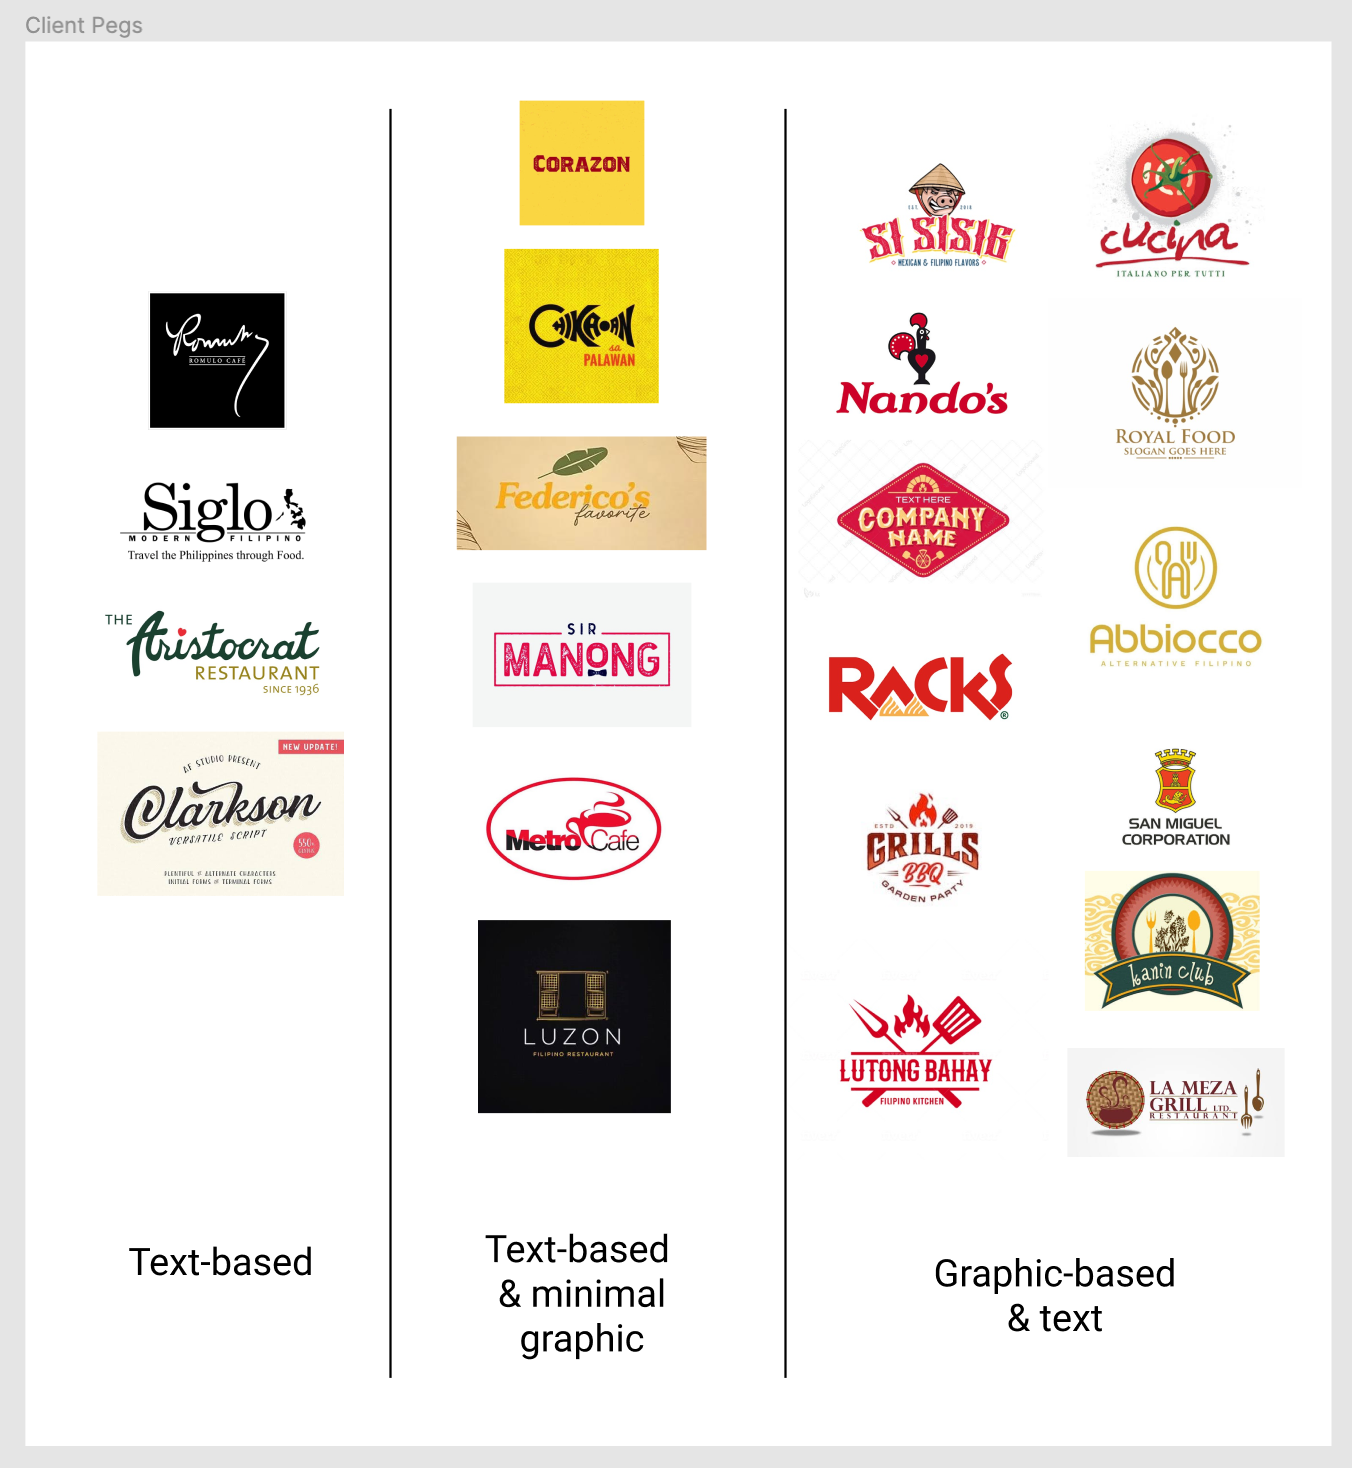 Client Pegs
Romulo
ROMULO CAFÉ
Siglo
MODERN FILIPINO
Travel the Philippines through Food.
THE
Aristocrat
RESTAURANT
SINCE 1936
NEW UPDATE!
AF STUDIO PRESENT
Clarkson
VERSATILE SCRIPT
550+
PLENTIFUL OF ALTERNATE CHARACTERS
INITIAL FORMS & TERMINAL FORMS
Text-based
CORAZON
CHIKAAN
sa
PALAWAN
Federico's
favorite
SIR
MANONG
Metro Cafe
LUZON
FILIPINO RESTAURANT
Text-based
& minimal
graphic
EST. 2018
SI SISIG
MEXICAN & FILIPINO FLAVORS
Nando's
TEXT HERE
COMPANY
NAME
RACKS
®
ESTD 2019
GRILLS
BBQ
GARDEN PARTY
LUTONG BAHAY
FILIPINO KITCHEN
cucina
ITALIANO PER TUTTI
ROYAL FOOD
SLOGAN GOES HERE
Abbiocco
ALTERNATIVE FILIPINO
SAN MIGUEL
CORPORATION
kanin club
LA MEZA
GRILL LTD.
RESTAURANT
Graphic-based
& text